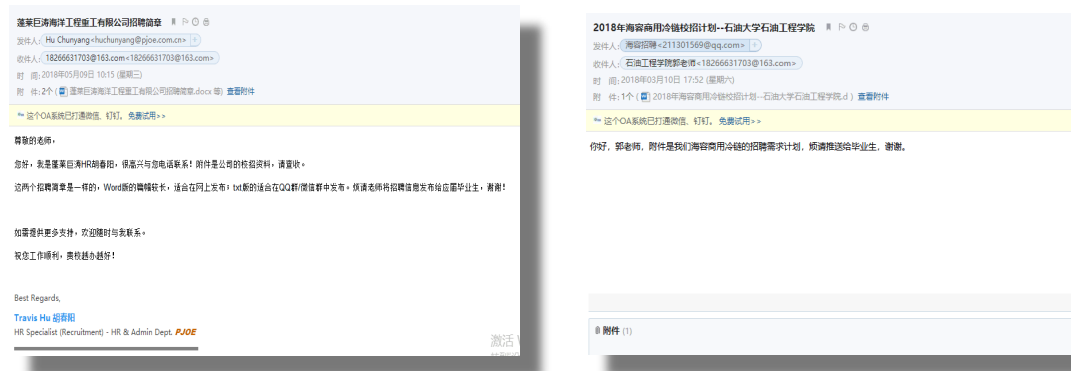 蓬莱巨涛海洋工程重工有限公司招聘简章
发件人: Hu Chunyang<huchunyang@pjoe.com.cn>
收件人: 18266631703@163.com<18266631703@163.com>
时 间: 2018年05月09日 10:15 (星期三)
附 件: 2个 ( 蓬莱巨涛海洋工程重工有限公司招聘简章.docx 等) 查看附件
这个OA系统已打通微信、钉钉。 免费试用>>
尊敬的老师，
您好，我是蓬莱巨涛HR胡春阳，很高兴与您电话联系！附件是公司的校招资料，请查收。
这两个招聘简章是一样的，Word版的篇幅较长，适合在网上发布；txt版的适合在QQ群/微信群中发布。烦请老师将招聘信息发布给应届毕业生，谢谢！
如需提供更多支持，欢迎随时与我联系。
祝您工作顺利，贵校越办越好！
Best Regards,
Travis Hu 胡春阳
HR Specialist (Recruitment) - HR & Admin Dept. PJOE
激活
2018年海容商用冷链校招计划--石油大学石油工程学院
发件人: 海容招聘 <211301569@qq.com>
收件人: 石油工程学院郭老师<18266631703@163.com>
时 间: 2018年03月10日 17:52 (星期六)
附 件: 1个 ( 2018年海容商用冷链校招计划--石油大学石油工程学院.d ) 查看附件
这个OA系统已打通微信、钉钉。 免费试用>>
你好，郭老师，附件是我们海容商用冷链的招聘需求计划，烦请推送给毕业生，谢谢。
附件 (1)